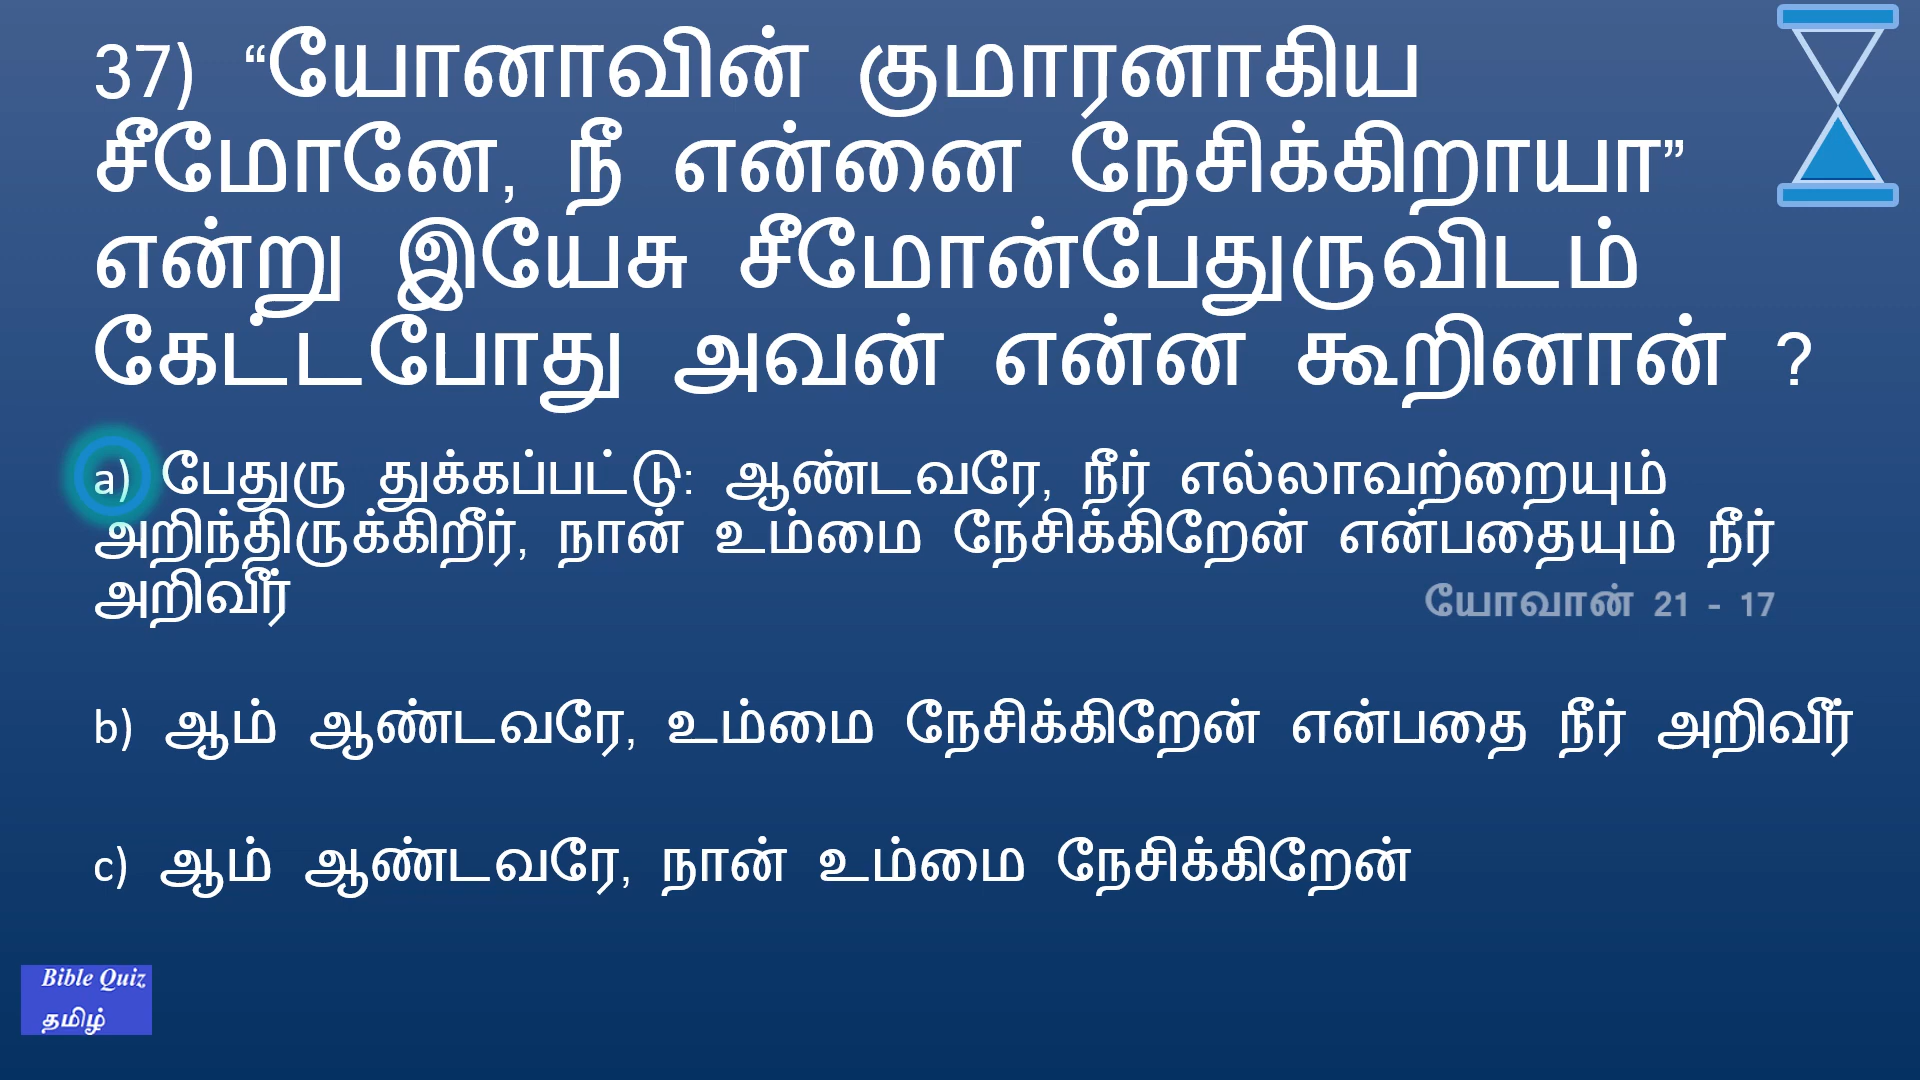 37) “யோனாவின் குமாரனாகிய
சீமோனே, நீ என்னை நேசிக்கிறாயா”
என்று இயேசு சீமோன்பேதுருவிடம்
கேட்டபோது அவன் என்ன கூறினான் ?
a) பேதுரு துக்கப்பட்டு: ஆண்டவரே, நீர் எல்லாவற்றையும்
அறிந்திருக்கிறீர், நான் உம்மை நேசிக்கிறேன் என்பதையும் நீர்
அறிவீர்
யோவான் 21 - 17
b) ஆம் ஆண்டவரே, உம்மை நேசிக்கிறேன் என்பதை நீர் அறிவீர்
c) ஆம் ஆண்டவரே, நான் உம்மை நேசிக்கிறேன்
Bible Quiz
தமிழ்